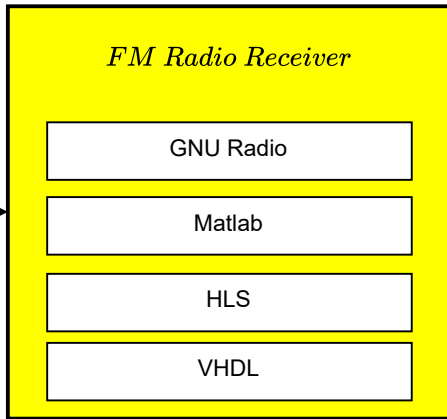 FM Radio Receiver
GNU Radio
Matlab
HLS
VHDL